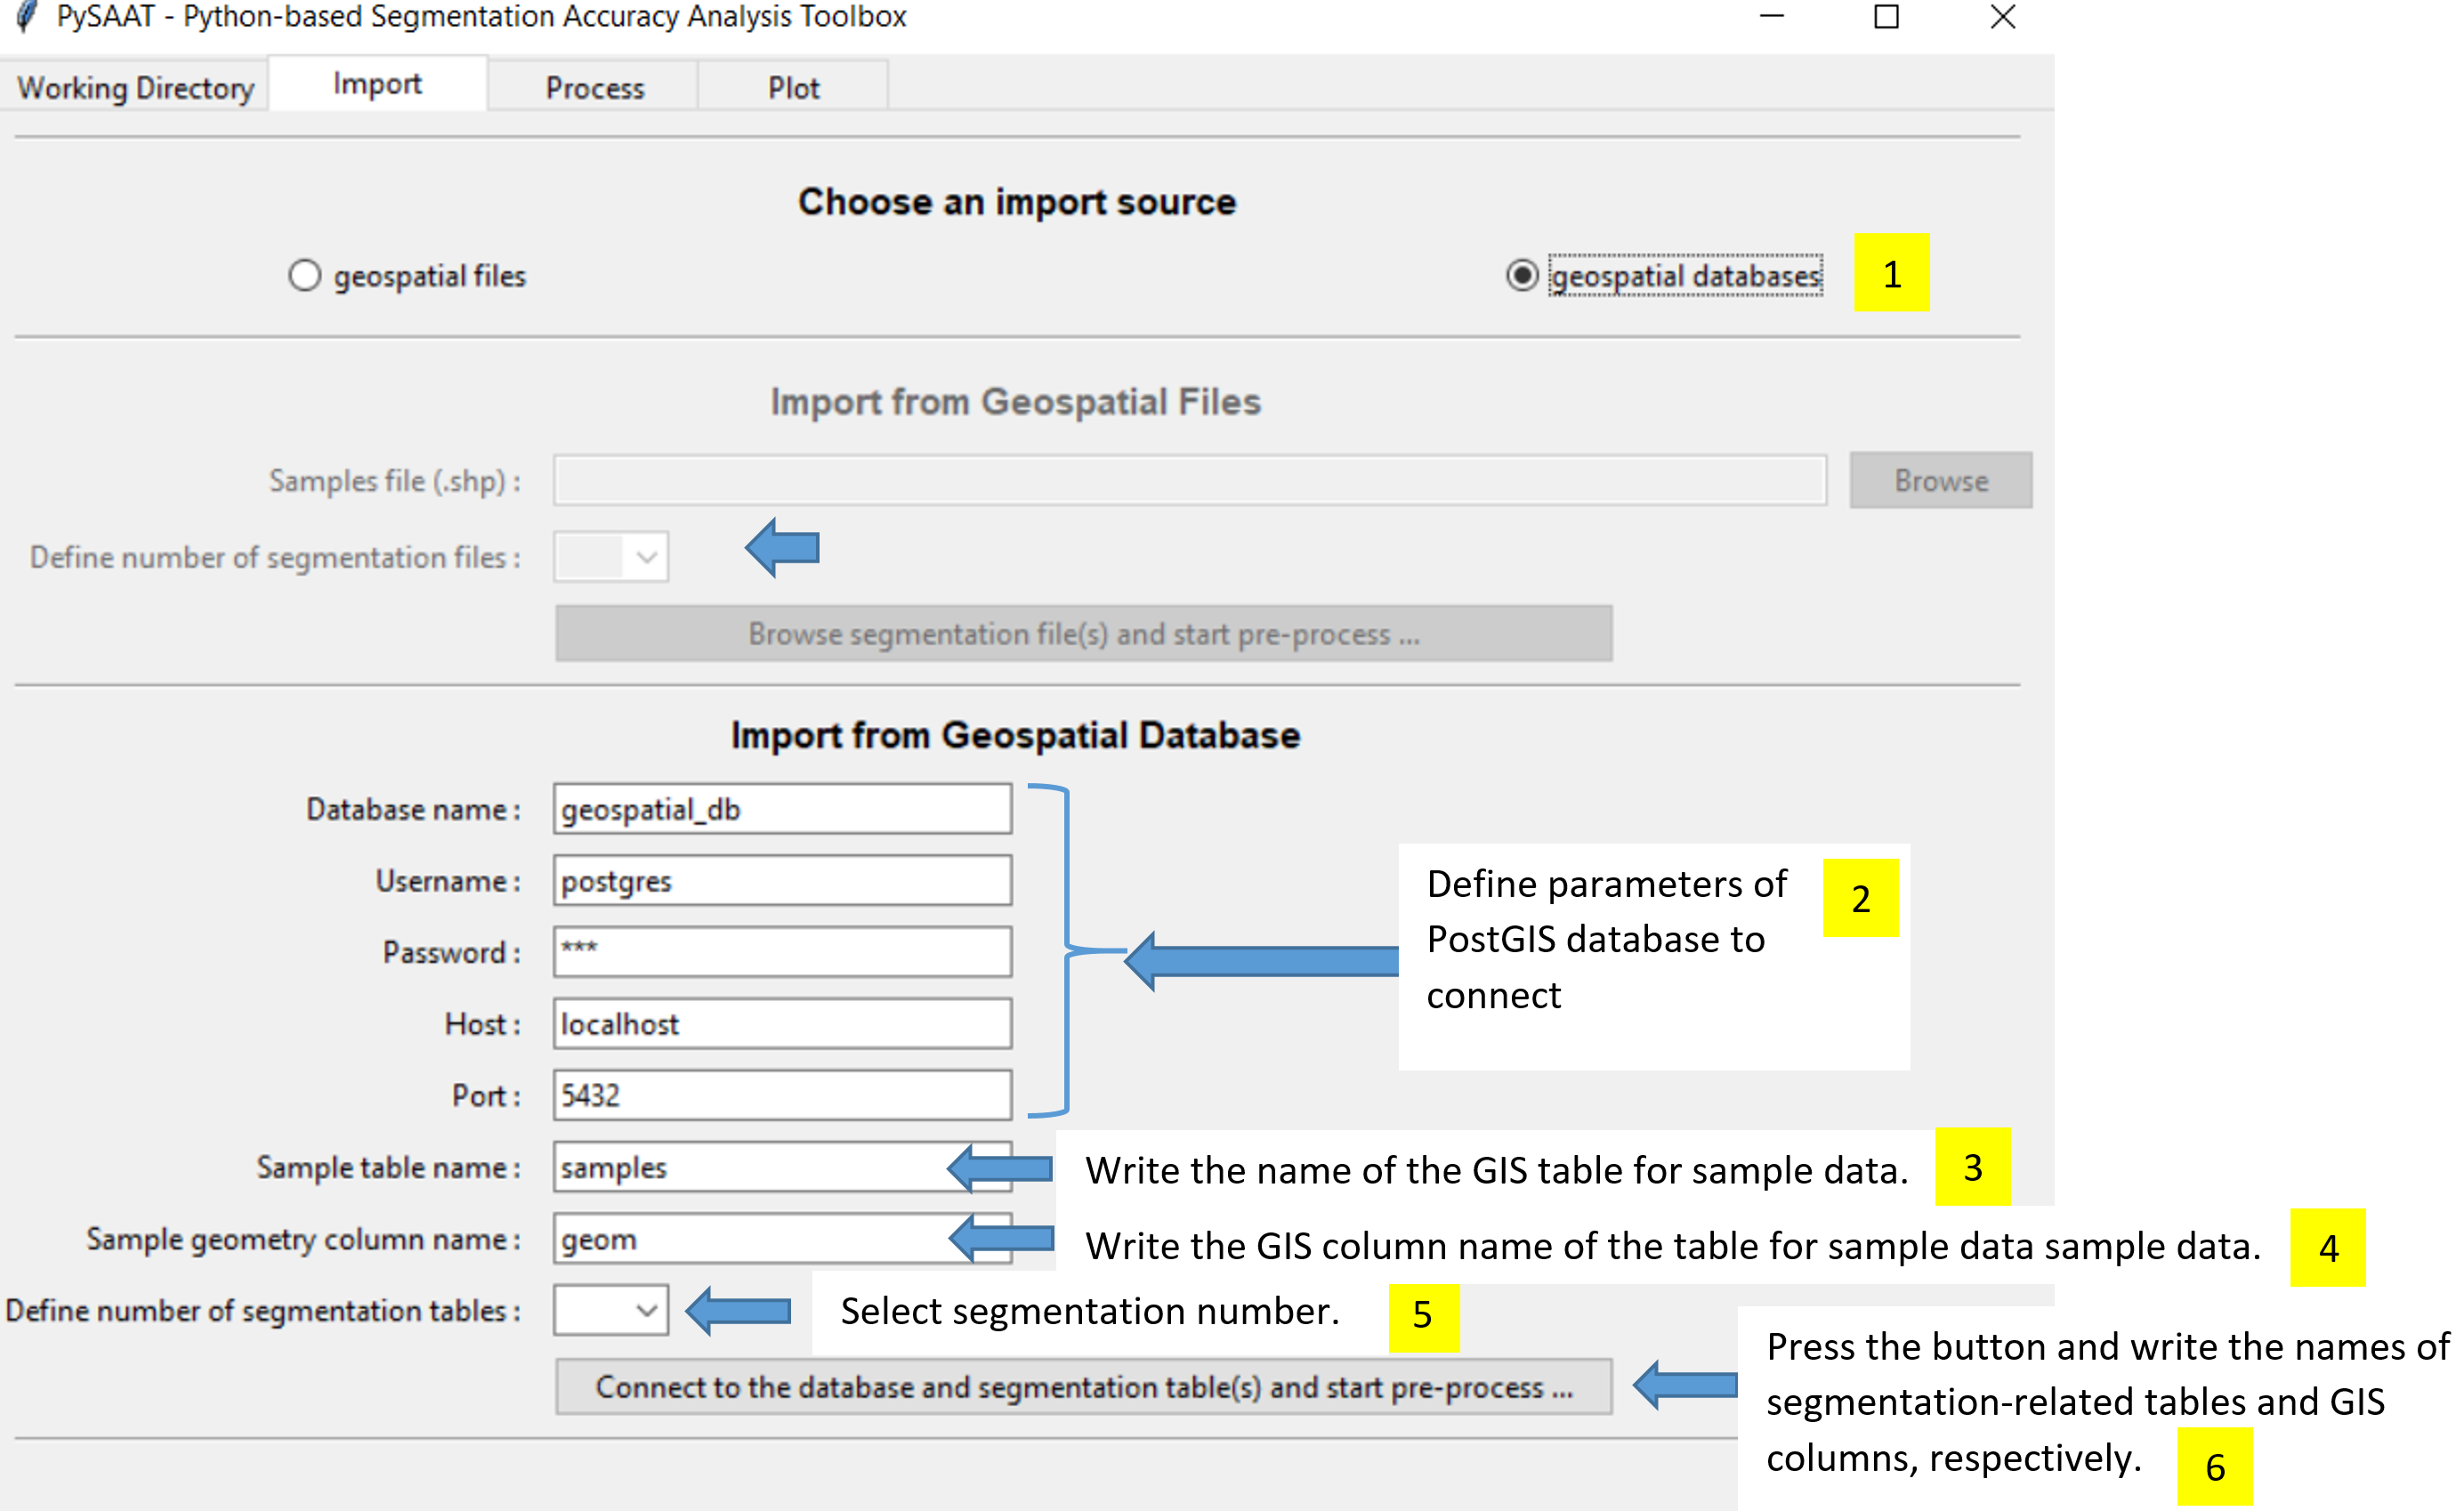 PySAAT - Python-based Segmentation Accuracy Analysis Toolbox
Working Directory Import Process Plot
Choose an import source
geospatial files geospatial databases 1
Import from Geospatial Files
Samples file (.shp) : Browse
Define number of segmentation files :
Browse segmentation file(s) and start pre-process ...
Import from Geospatial Database
Database name : geospatial_db
Username : postgres
Password : ***
Host : localhost
Port : 5432
Define parameters of 2
PostGIS database to
connect
Sample table name : samples Write the name of the GIS table for sample data. 3
Sample geometry column name : geom Write the GIS column name of the table for sample data sample data. 4
Define number of segmentation tables : Select segmentation number. 5
Connect to the database and segmentation table(s) and start pre-process ...
Press the button and write the names of
segmentation-related tables and GIS
columns, respectively. 6